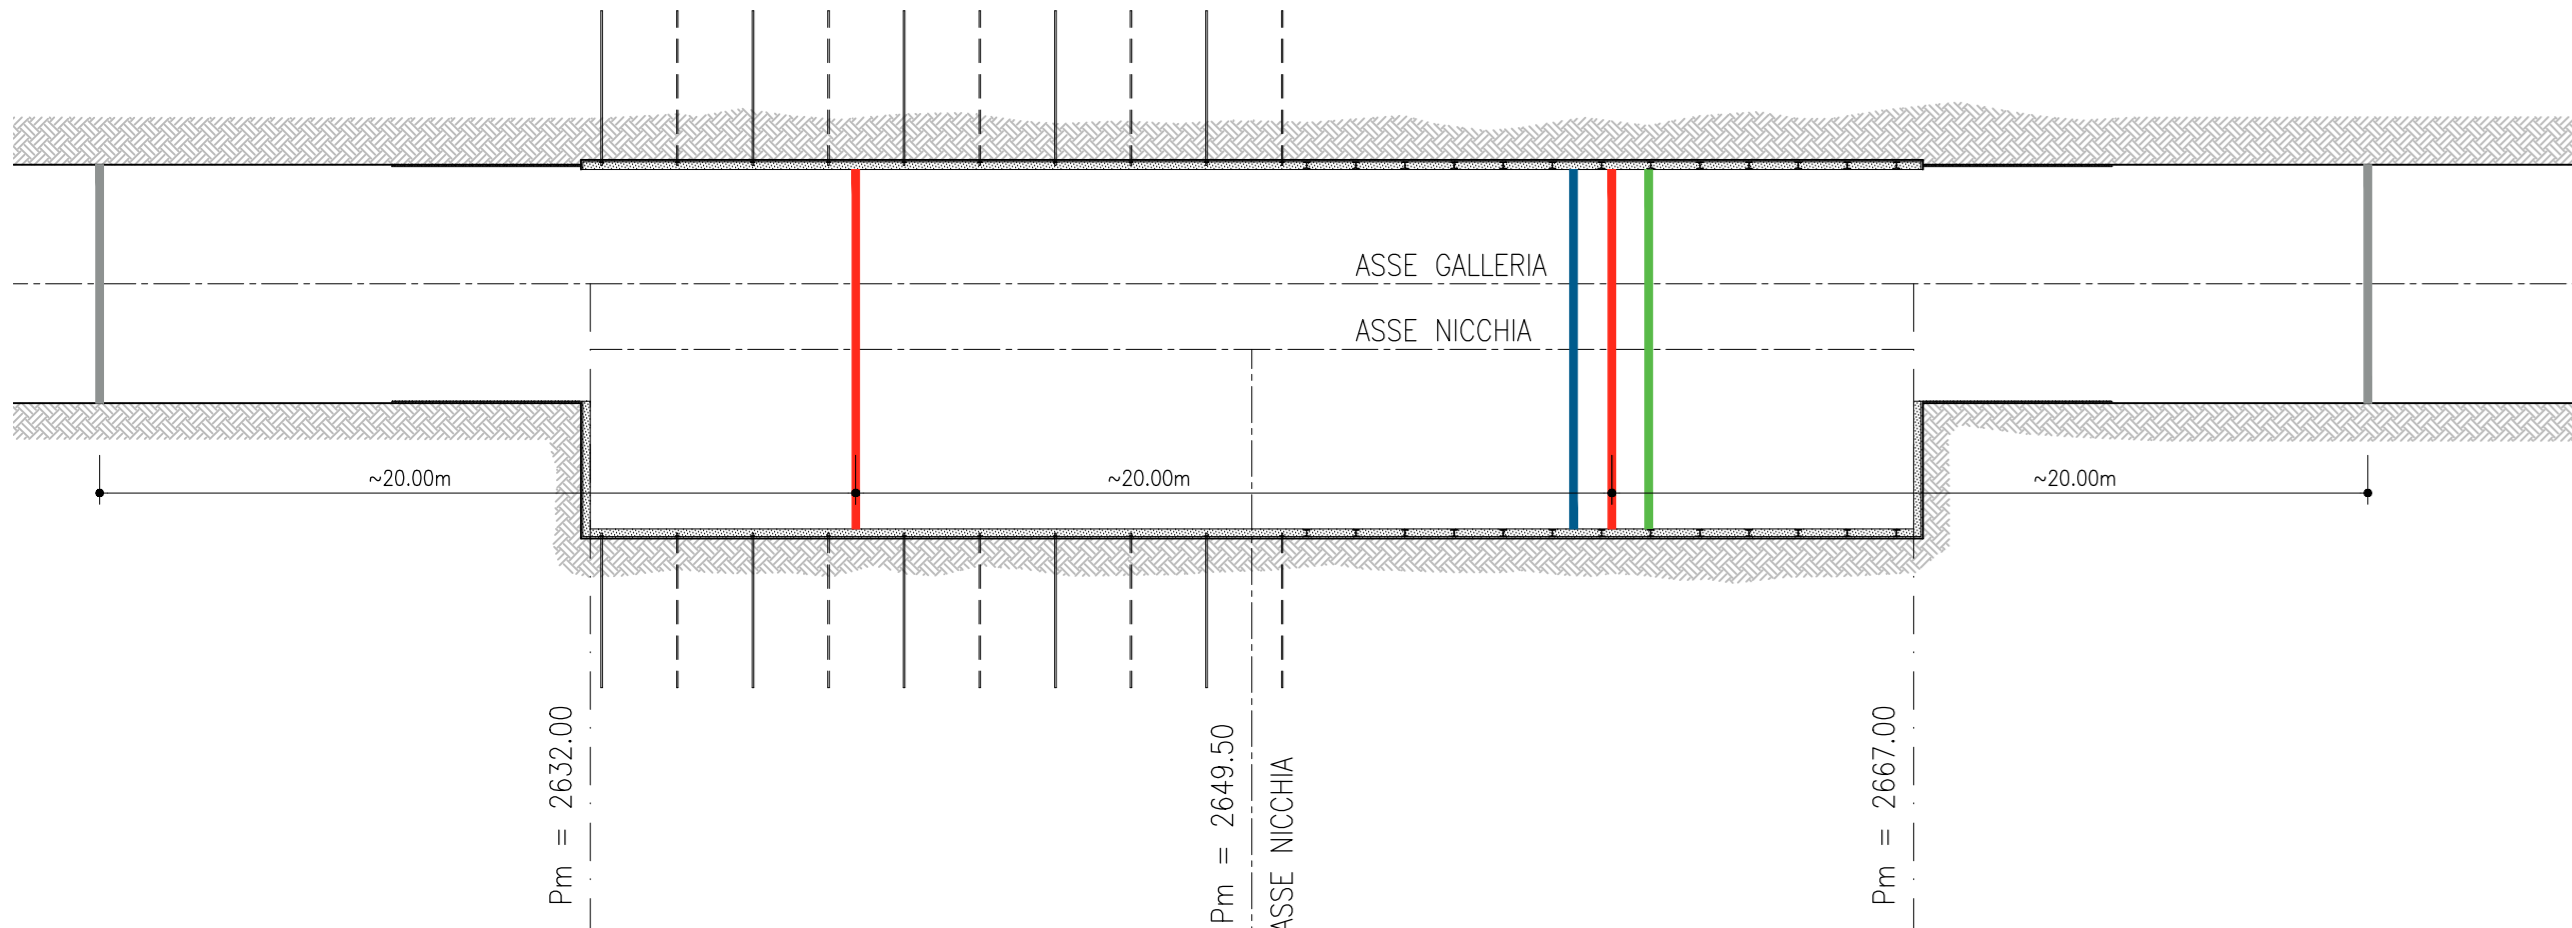 ASSE GALLERIA
ASSE NICCHIA
~20.00m
~20.00m
~20.00m
Pm = 2632.00
Pm = 2649.50
ASSE NICCHIA
Pm = 2667.00